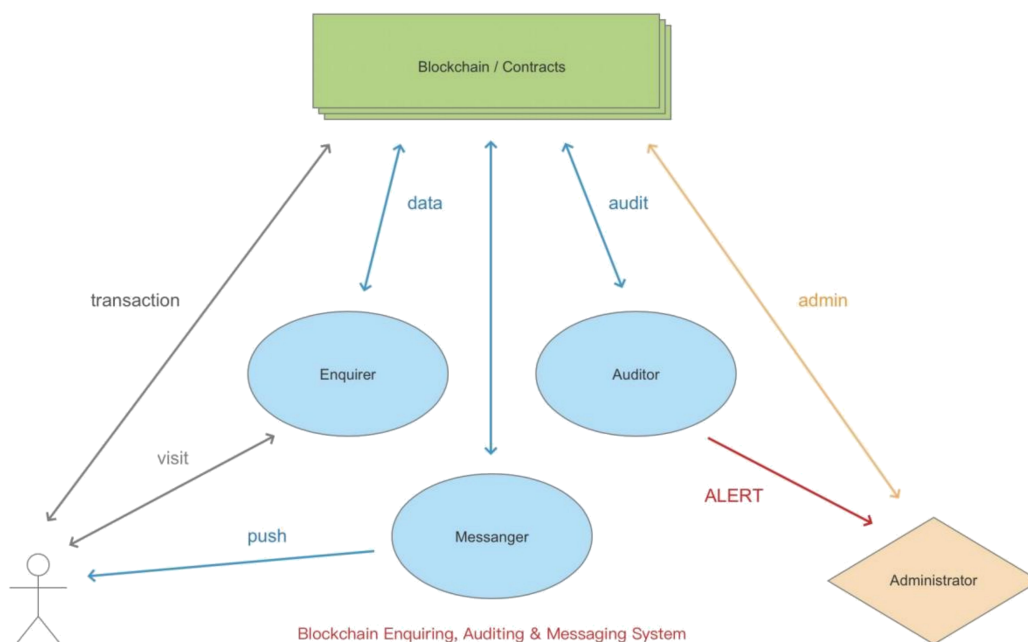 Blockchain / Contracts
data
audit
transaction
admin
Enquirer
Auditor
visit
ALERT
push
Messanger
Administrator
Blockchain Enquiring, Auditing & Messaging System